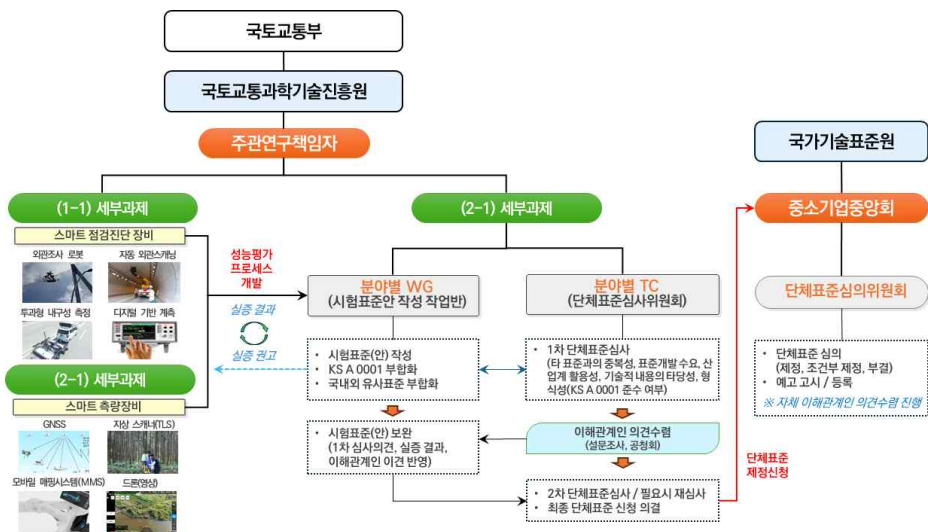 국토교통부
국토교통과학기술진흥원
주관연구책임자
국가기술표준원
(1-1) 세부과제
(2-1) 세부과제
중소기업중앙회
스마트 점검진단 장비
외관조사 로봇
자동 외관스캐닝
투과형 내구성 측정
디지털 기반 계측
(2-1) 세부과제
스마트 측량장비
GNSS
지상 스캐너(TLS)
모바일 매핑시스템(MMS)
드론(영상)
성능평가
프로세스
개발
실증 결과
실증 권고
분야별 WG
(시험표준안 작성 작업반)
• 시험표준(안) 작성
• KS A 0001 부합화
• 국내외 유사표준 부합화
• 시험표준(안) 보완
(1차 심사의견, 실증 결과,
이해관계인 이견 반영)
분야별 TC
(단체표준심사위원회)
• 1차 단체표준심사
(타 표준과의 중복성, 표준개발 수요, 산
업계 활용성, 기술적 내용의 타당성, 형
식성(KS A 0001 준수 여부)
이해관계인 의견수렴
(설문조사, 공청회)
• 2차 단체표준심사 / 필요시 재심사
• 최종 단체표준 신청 의결
단체표준
제정신청
단체표준심의위원회
• 단체표준 심의
(제정, 조건부 제정, 부결)
• 예고 고시 / 등록
※ 자체 이해관계인 의견수렴 진행